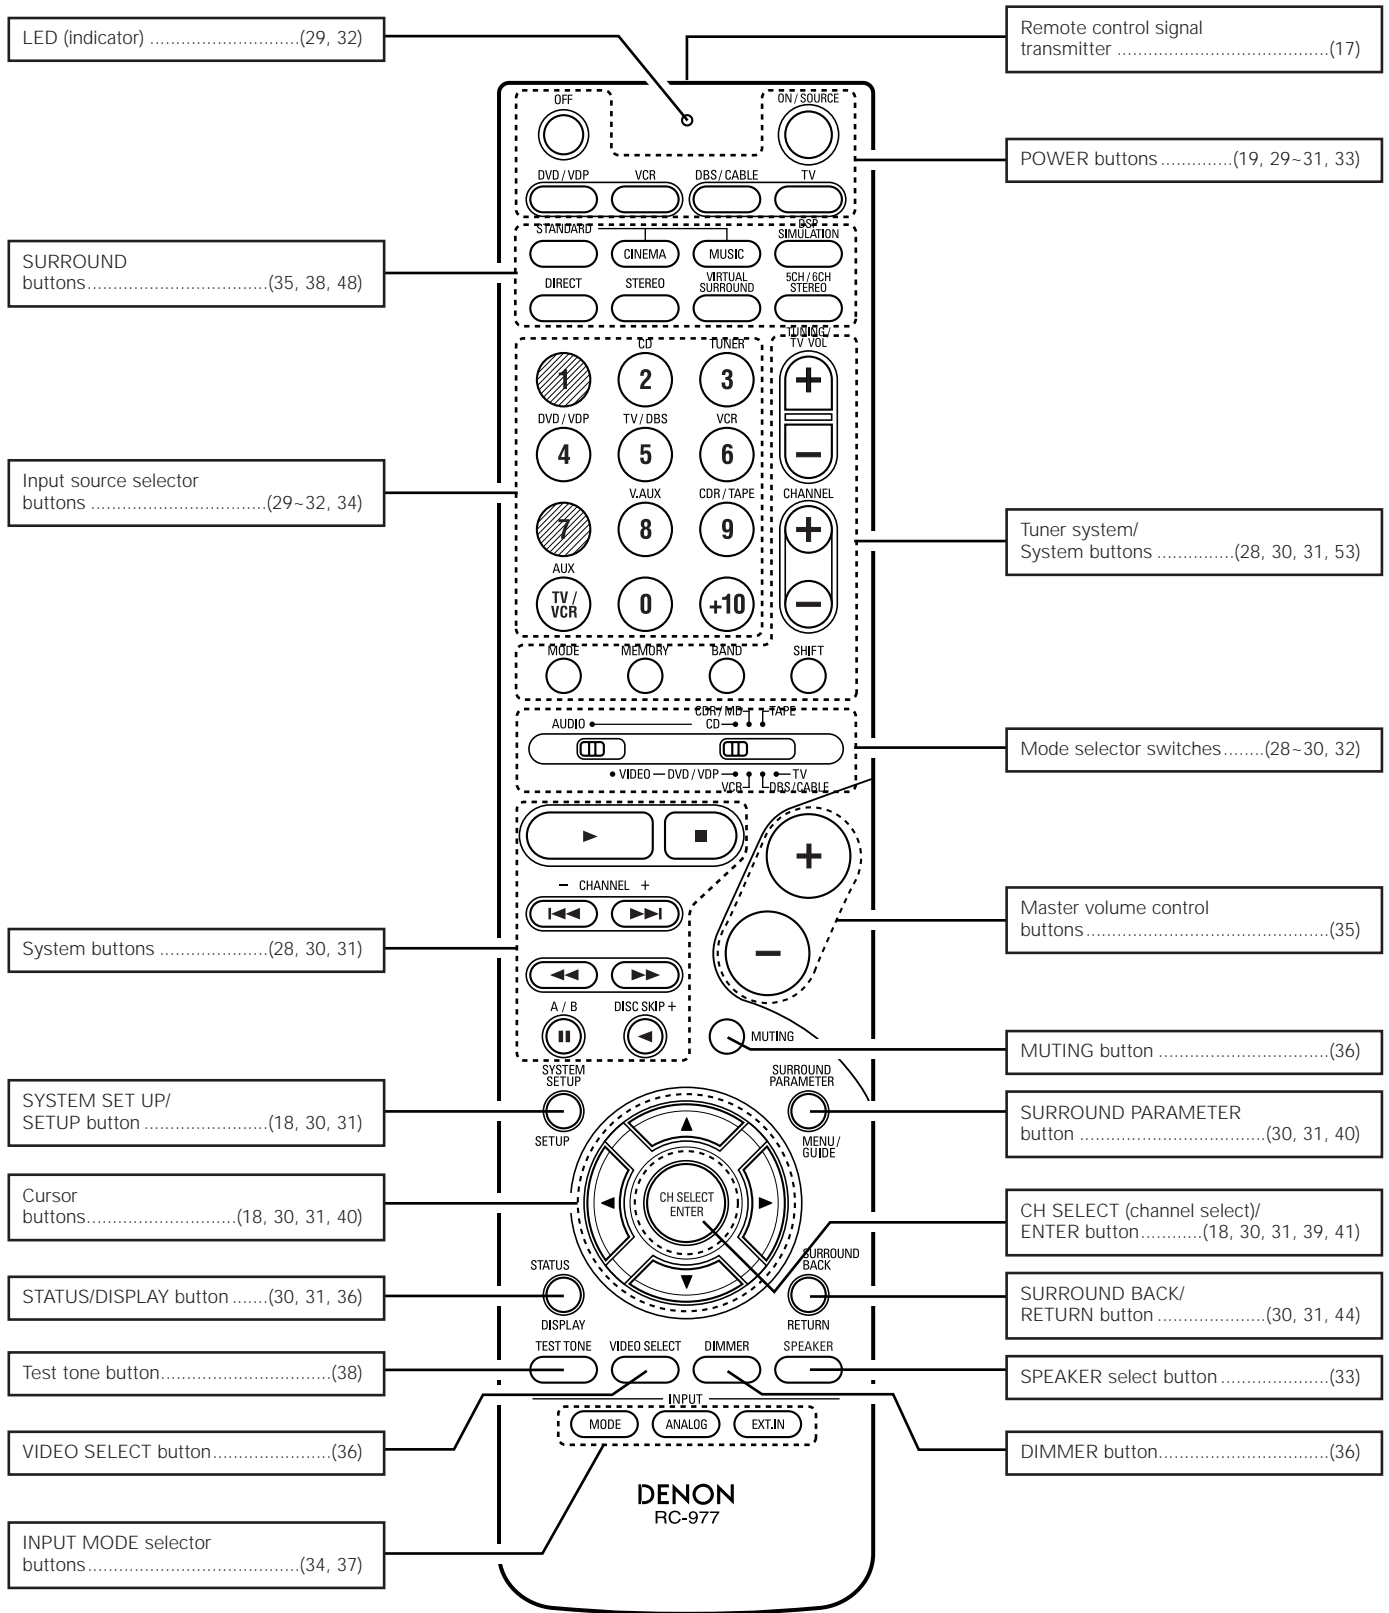 LED (indicator) .............................(29, 32)
Remote control signal
transmitter ........................................(17)
POWER buttons ..............(19, 29~31, 33)
SURROUND
buttons...................................(35, 38, 48)
Input source selector
buttons ..................................(29~32, 34)
Tuner system/
System buttons ...............(28, 30, 31, 53)
Mode selector switches........(28~30, 32)
Master volume control
buttons...............................................(35)
System buttons .....................(28, 30, 31)
MUTING button ................................(36)
SYSTEM SET UP/
SETUP button ........................(18, 30, 31)
SURROUND PARAMETER
button ....................................(30, 31, 40)
Cursor
buttons.............................(18, 30, 31, 40)
CH SELECT (channel select)/
ENTER button............(18, 30, 31, 39, 41)
STATUS/DISPLAY button .......(30, 31, 36)
SURROUND BACK/
RETURN button .....................(30, 31, 44)
Test tone button.................................(38)
SPEAKER select button .....................(33)
VIDEO SELECT button.......................(36)
DIMMER button.................................(36)
INPUT MODE selector
buttons.........................................(34, 37)
OFF
ON / SOURCE
DVD / VDP VCR DBS / CABLE TV
STANDARD
DSP
SIMULATION
CINEMA MUSIC
DIRECT STEREO
VIRTUAL
SURROUND
5CH / 6CH
STEREO
TUNING /
TV VOL
CD TUNER
1 2 3 +
DVD / VDP TV / DBS VCR
4 5 6 −
V.AUX CDR / TAPE CHANNEL
7 8 9 +
AUX
TV /
VCR
0 +10 −
MODE MEMORY BAND SHIFT
CDR / MD TAPE
AUDIO CD
VIDEO DVD / VDP TV
VCR DBS / CABLE
+
− CHANNEL +
−
A / B DISC SKIP +
MUTING
SYSTEM
SETUP
SURROUND
PARAMETER
SETUP
MENU /
GUIDE
CH SELECT
ENTER
STATUS
SURROUND
BACK
DISPLAY RETURN
TEST TONE VIDEO SELECT DIMMER SPEAKER
INPUT
MODE ANALOG EXT.IN
DENON
RC-977